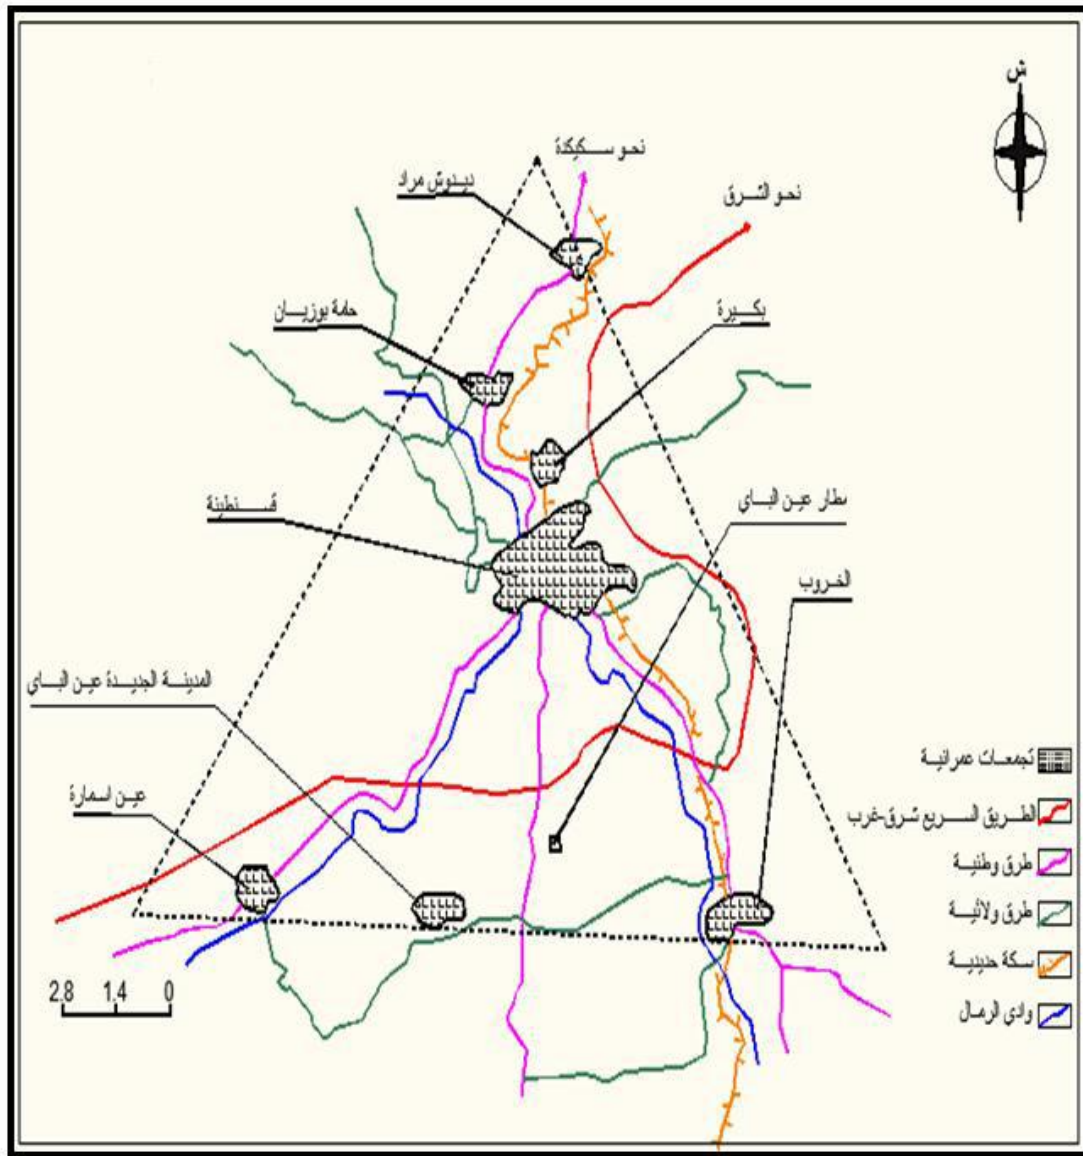 ش
نحو سكيكدة
ديدوش مراد
نحو الشرق
بكيرة
حامة بوزيان
مطار عين الباي
قسنطينة
الخروب
المدينة الجديدة عين الباي
عين اسمارة
تجمعات عمرانية
الطريق السريع شرق-غرب
طرق وطنية
طرق ولائية
سكة حديدية
وادي الرمال
2.8 1.4 0